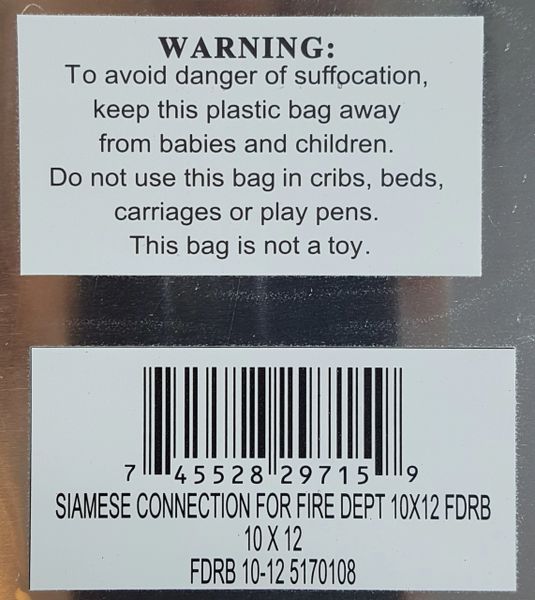 WARNING:
To avoid danger of suffocation,
keep this plastic bag away
from babies and children.
Do not use this bag in cribs, beds,
carriages or play pens.
This bag is not a toy.
7 45528 29715 9
SIAMESE CONNECTION FOR FIRE DEPT 10X12 FDRB
10 X 12
FDRB 10-12 5170108